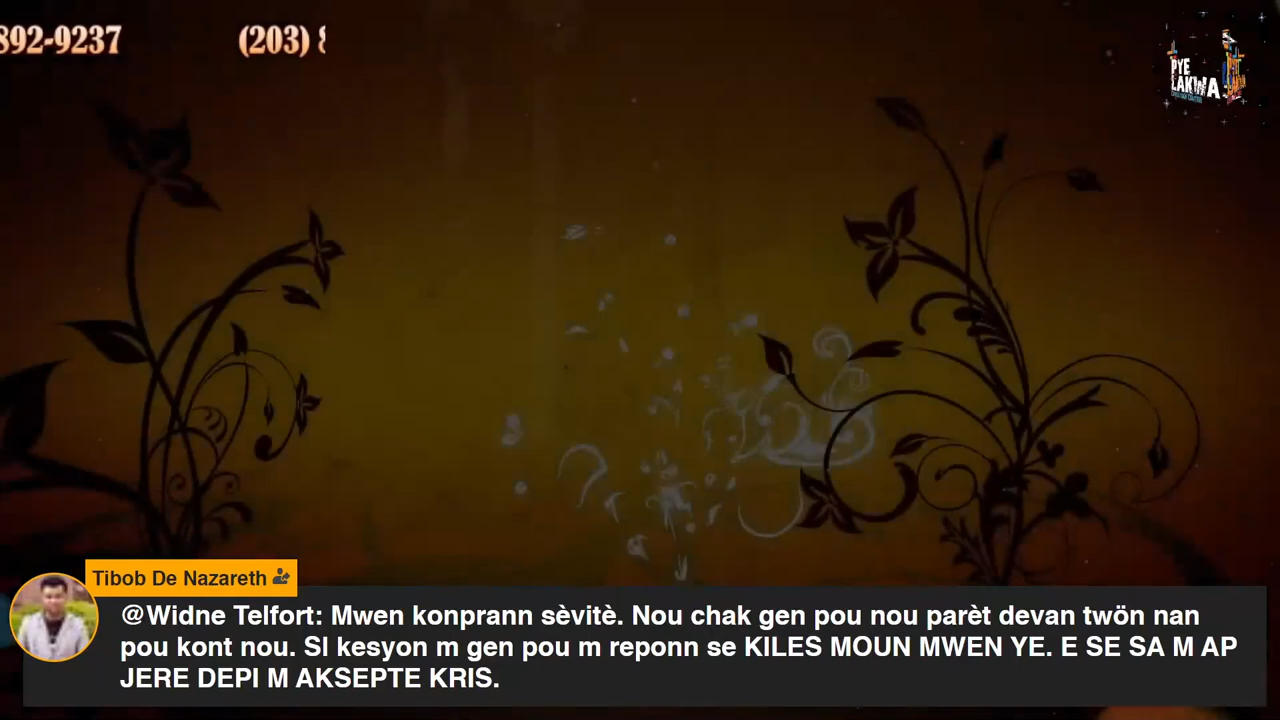 892-9237 (203) 8
PYE
LAKWA
Tibob De Nazareth
@Widne Telfort: Mwen konprann sèvitè. Nou chak gen pou nou parèt devan twön nan
pou kont nou. SI kesyon m gen pou m reponn se KILES MOUN MWEN YE. E SE SA M AP
JERE DEPI M AKSEPTE KRIS.